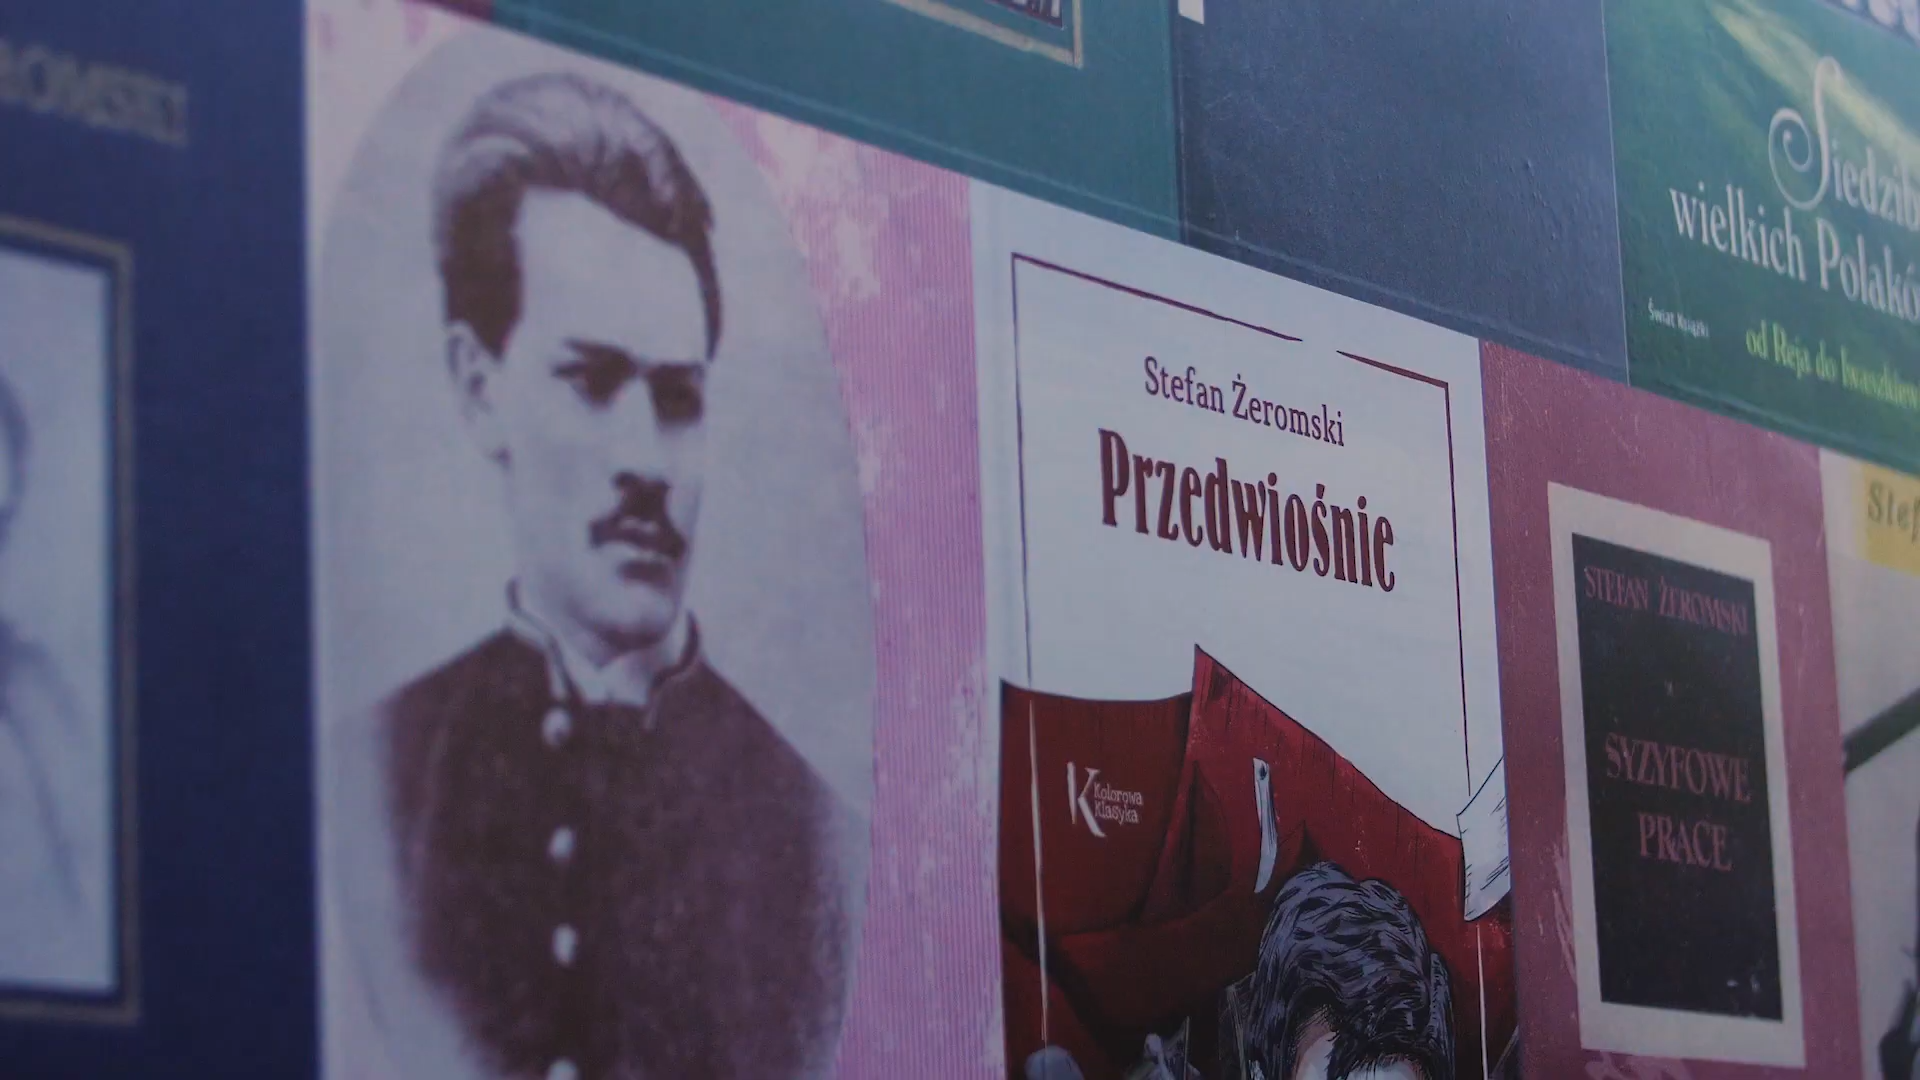 Siedzib
wielkich Polakó
Świat Książki
od Reja do Iwaszkiew
Stefan Żeromski
Przedwiośnie
Kolorowa
Klasyka
STEFAN ŻEROMSKI
SYZYFOWE
PRACE
Stef